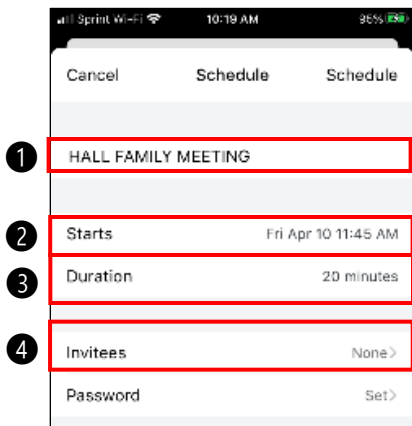 Sprint Wi-Fi 10:19 AM 95%
Cancel Schedule Schedule
1 HALL FAMILY MEETING
2 Starts Fri Apr 10 11:45 AM
3 Duration 20 minutes
4 Invitees None>
Password Set>